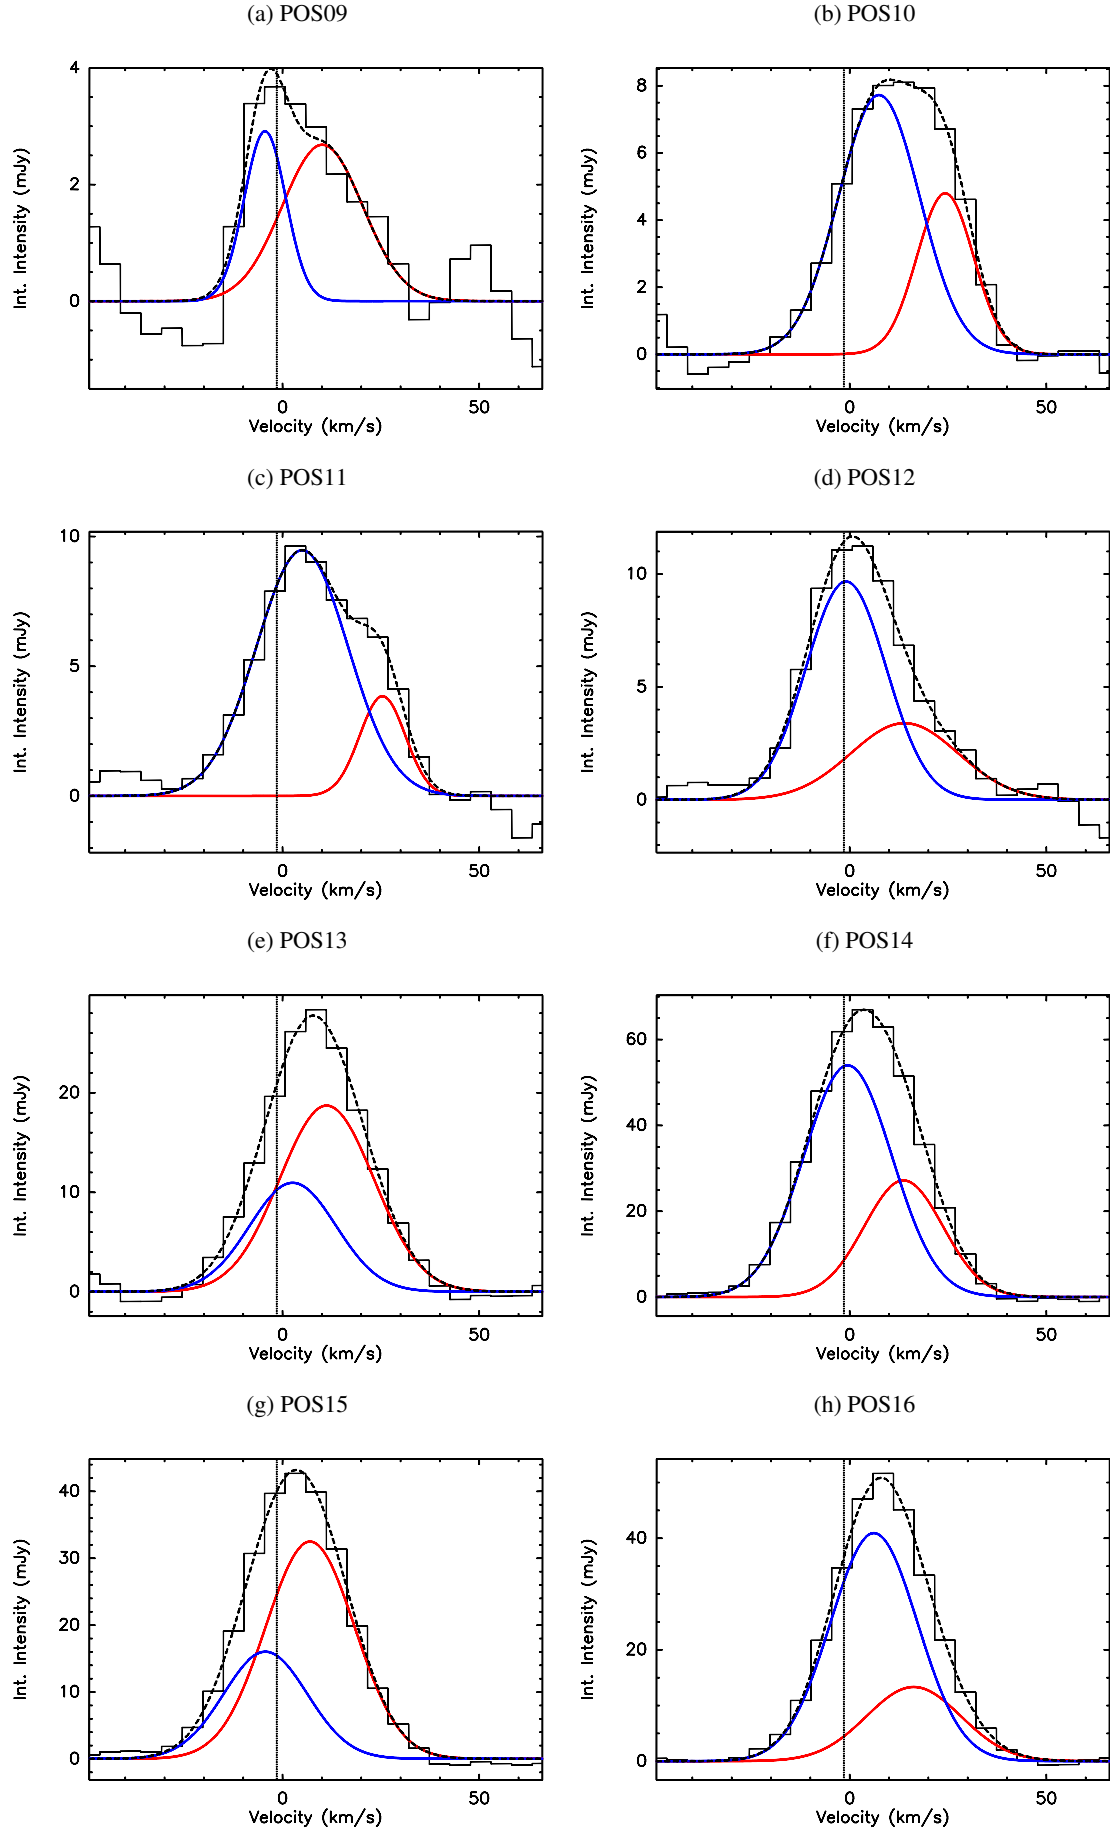 (a) POS09
(b) POS10
4
2
0
Int. Intensity (mJy)
0
50
Velocity (km/s)
8
6
4
2
0
Int. Intensity (mJy)
0
50
Velocity (km/s)
(c) POS11
(d) POS12
10
5
0
Int. Intensity (mJy)
0
50
Velocity (km/s)
10
5
0
Int. Intensity (mJy)
0
50
Velocity (km/s)
(e) POS13
(f) POS14
20
10
0
Int. Intensity (mJy)
0
50
Velocity (km/s)
60
40
20
0
Int. Intensity (mJy)
0
50
Velocity (km/s)
(g) POS15
(h) POS16
40
30
20
10
0
Int. Intensity (mJy)
0
50
Velocity (km/s)
40
20
0
Int. Intensity (mJy)
0
50
Velocity (km/s)